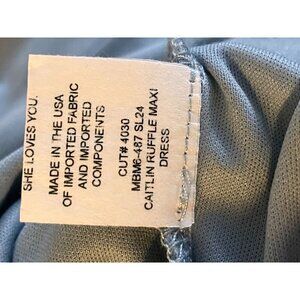 SHE LOVES YOU.
MADE IN THE USA
OF IMPORTED FABRIC
AND IMPORTED
COMPONENTS
CUT# 4030
MBM6-487 SL24
CAITLIN RUFFLE MAXI
DRESS